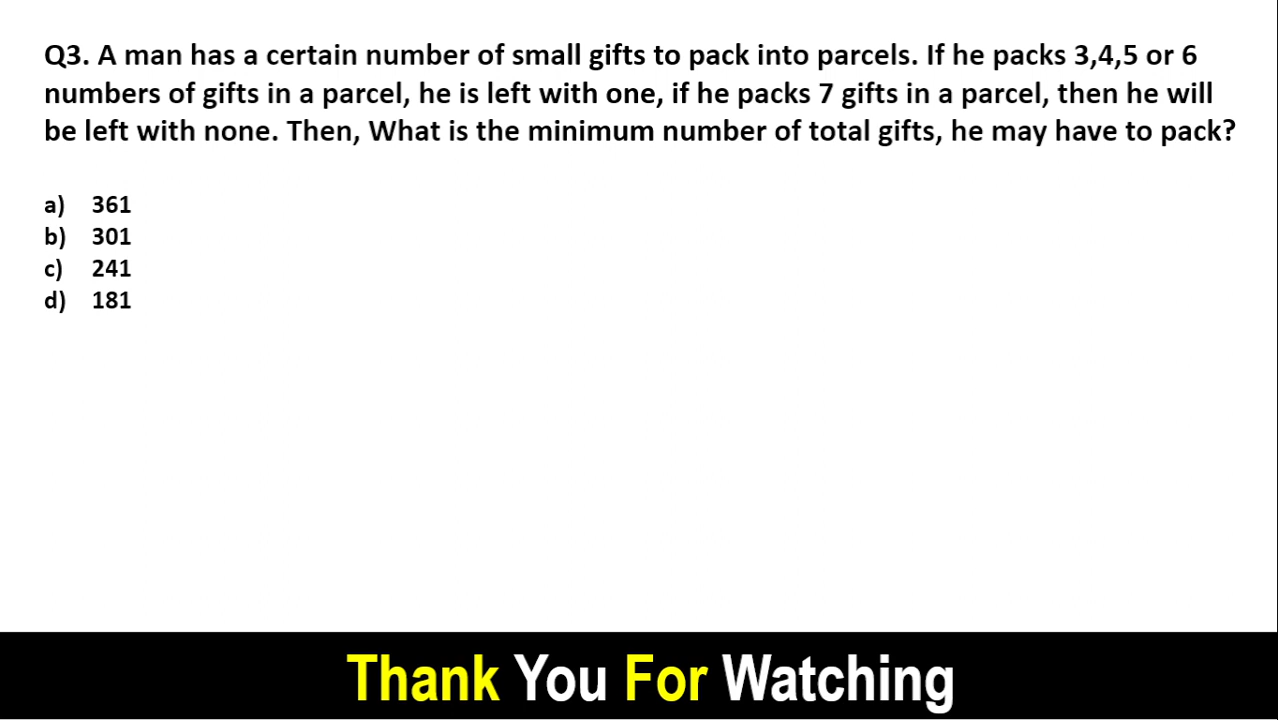 Q3. A man has a certain number of small gifts to pack into parcels. If he packs 3,4,5 or 6
numbers of gifts in a parcel, he is left with one, if he packs 7 gifts in a parcel, then he will
be left with none. Then, What is the minimum number of total gifts, he may have to pack?
a) 361
b) 301
c) 241
d) 181
Thank You For Watching